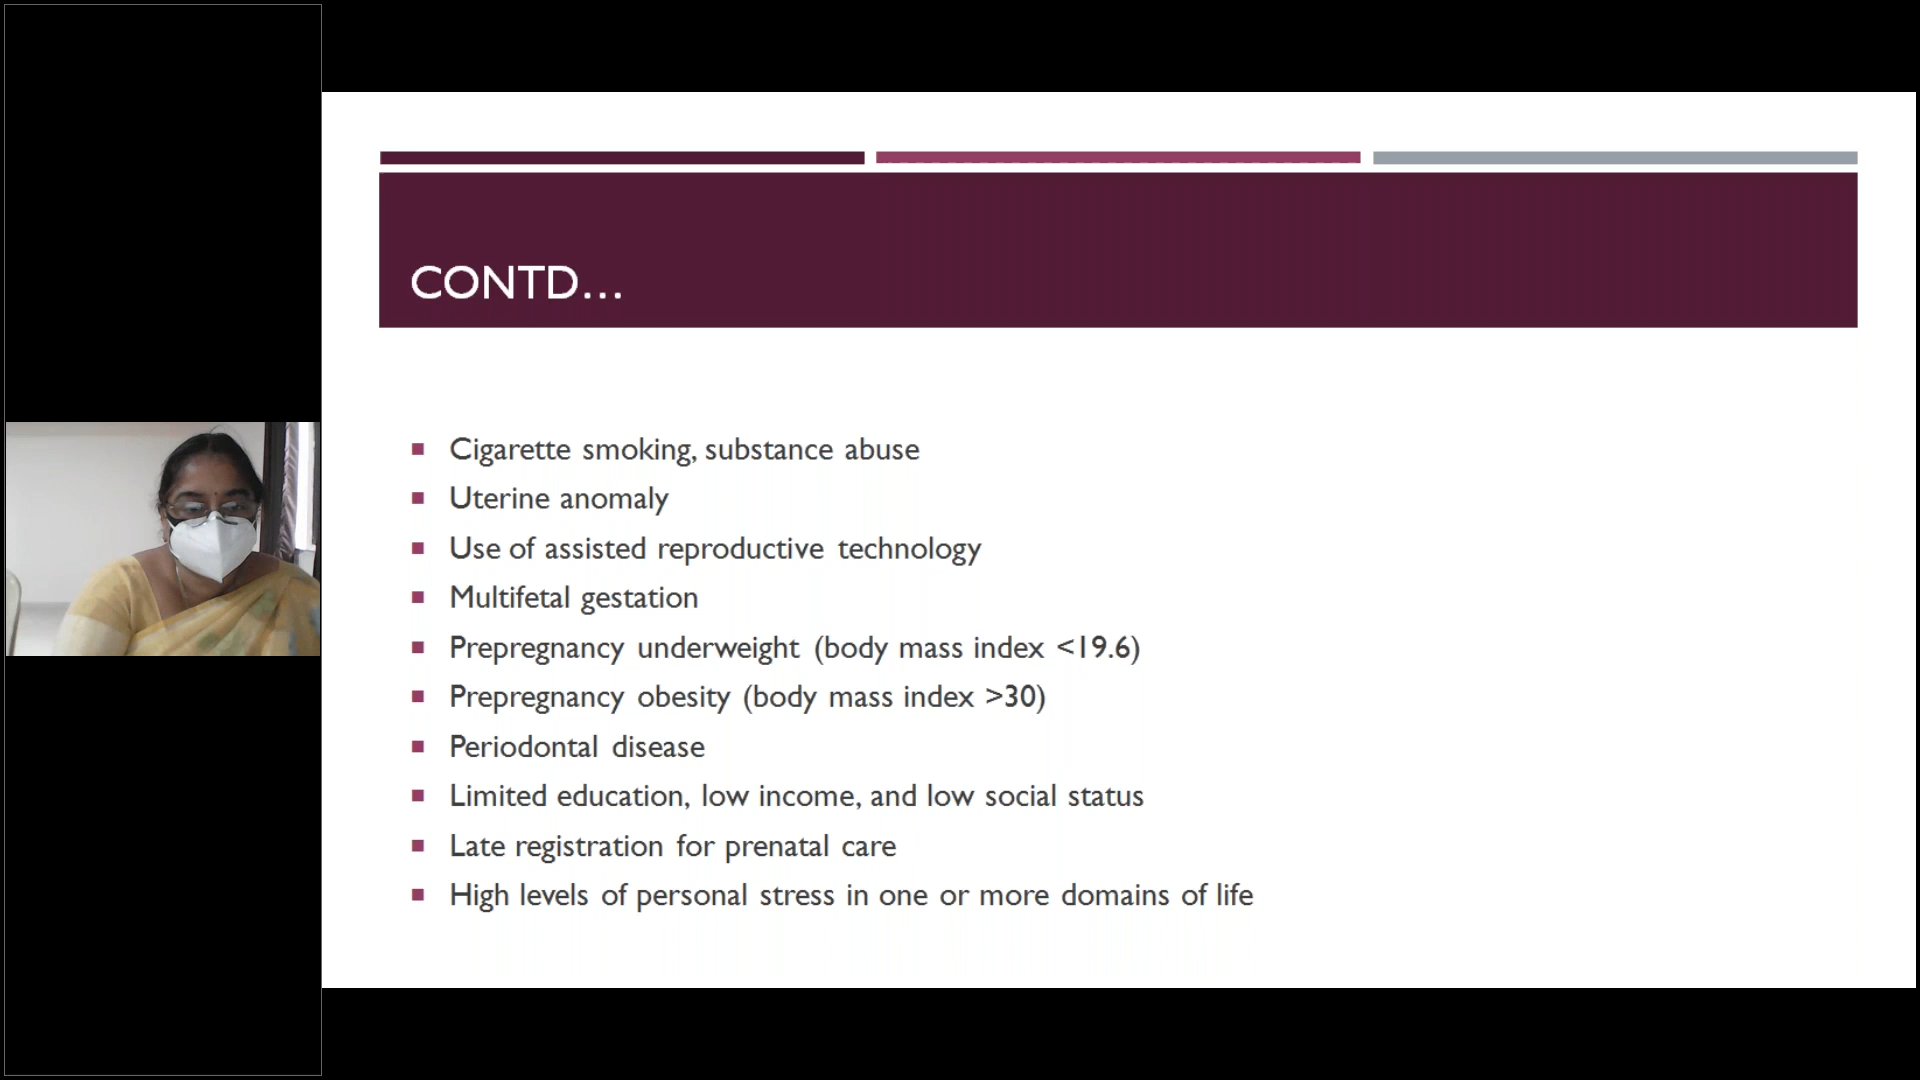 CONTD...
Cigarette smoking, substance abuse
Uterine anomaly
Use of assisted reproductive technology
Multifetal gestation
Prepregnancy underweight (body mass index <19.6)
Prepregnancy obesity (body mass index >30)
Periodontal disease
Limited education, low income, and low social status
Late registration for prenatal care
High levels of personal stress in one or more domains of life